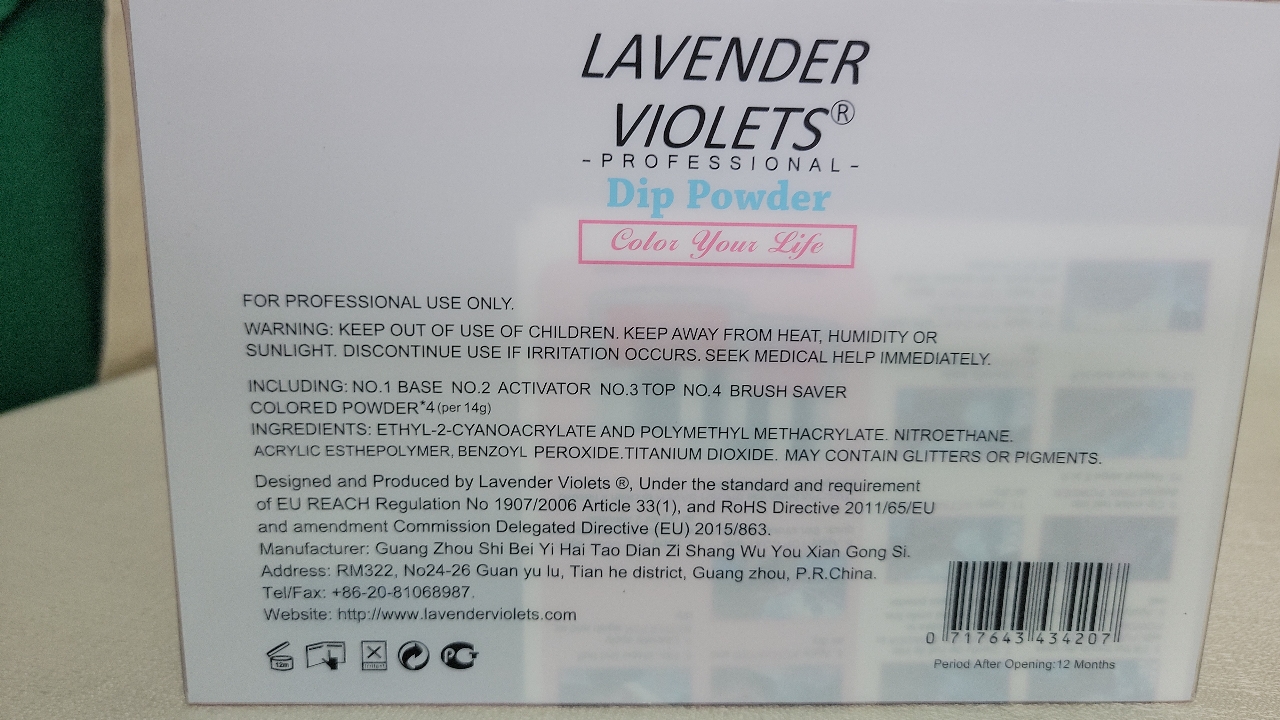 LAVENDER
VIOLETS®
-PROFESSIONAL-
Dip Powder
Color Your Life
FOR PROFESSIONAL USE ONLY.
WARNING: KEEP OUT OF USE OF CHILDREN. KEEP AWAY FROM HEAT, HUMIDITY OR
SUNLIGHT. DISCONTINUE USE IF IRRITATION OCCURS. SEEK MEDICAL HELP IMMEDIATELY.
INCLUDING: NO.1 BASE NO.2 ACTIVATOR NO.3 TOP NO.4 BRUSH SAVER
COLORED POWDER*4 (per 14g)
INGREDIENTS: ETHYL-2-CYANOACRYLATE AND POLYMETHYL METHACRYLATE. NITROETHANE.
ACRYLIC ESTHEPOLYMER, BENZOYL PEROXIDE.TITANIUM DIOXIDE. MAY CONTAIN GLITTERS OR PIGMENTS.
Designed and Produced by Lavender Violets ®, Under the standard and requirement
of EU REACH Regulation No 1907/2006 Article 33(1), and RoHS Directive 2011/65/EU
and amendment Commission Delegated Directive (EU) 2015/863.
Manufacturer: Guang Zhou Shi Bei Yi Hai Tao Dian Zi Shang Wu You Xian Gong Si.
Address: RM322, No24-26 Guan yu lu, Tian he district, Guang zhou, P.R.China.
Tel/Fax: +86-20-81068987.
Website: http://www.lavenderviolets.com
12m
0 717643 434207
Period After Opening:12 Months